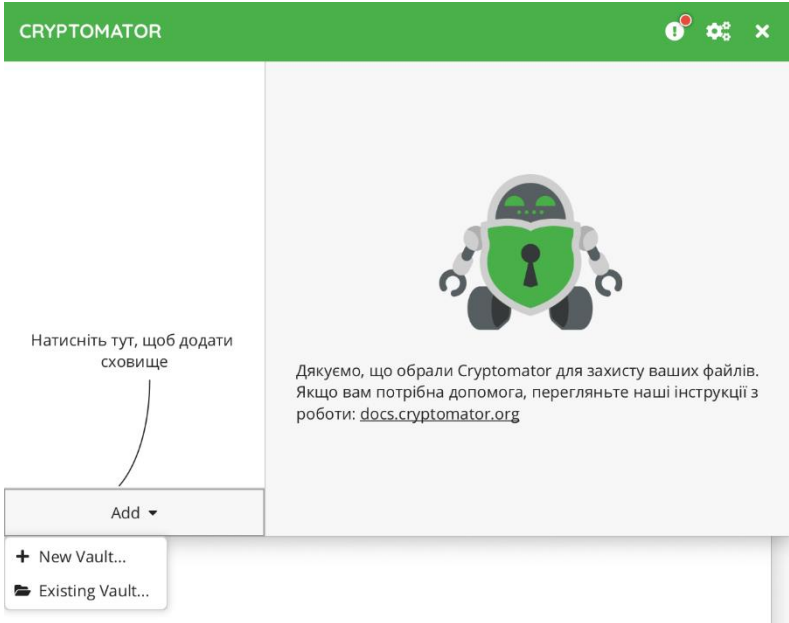 CRYPTOMATOR
Натисніть тут, щоб додати
сховище
Дякуємо, що обрали Cryptomator для захисту ваших файлів.
Якщо вам потрібна допомога, перегляньте наші інструкції з
роботи: docs.cryptomator.org
Add
New Vault...
Existing Vault...